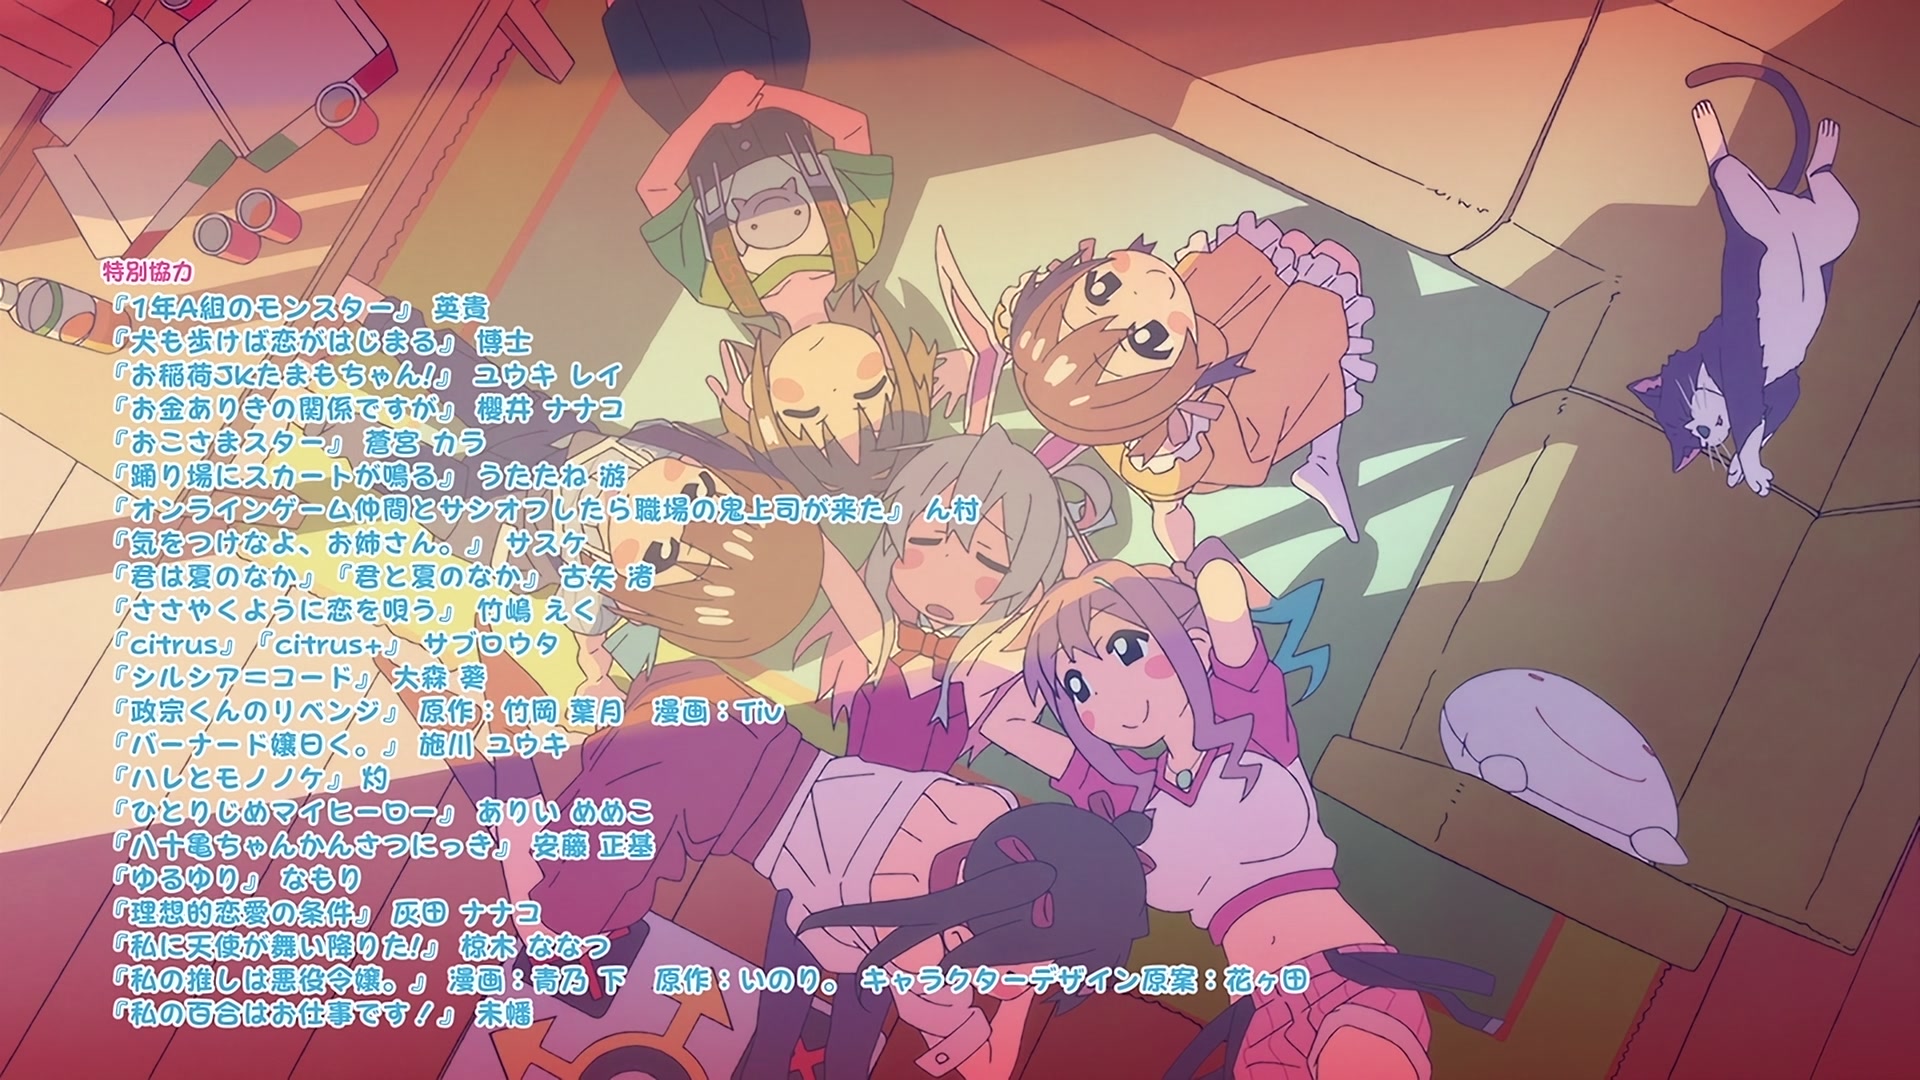 特別協力
『1年A組のモンスター』 英貴
『犬も歩けば恋がはじまる』 博士
『お稲荷JKたまもちゃん!』 ユウキ レイ
『お金ありきの関係ですが』 櫻井 ナナコ
『おこさまスター』 蒼宮 カラ
『踊り場にスカートが鳴る』 うたたね 游
『オンラインゲーム仲間とサシオフしたら職場の鬼上司が来た』 ん村
『気をつけなよ、お姉さん。』 サスケ
『君は夏のなか』『君と夏のなか』 古矢 渚
『ささやくように恋を唄う』 竹嶋 えく
『citrus』『citrus+』 サブロウタ
『シルシア=コード』 大森 葵
『政宗くんのリベンジ』 原作：竹岡 葉月　漫画：Tiv
『バーナード嬢曰く。』 施川 ユウキ
『ハレとモノノケ』 灼
『ひとりじめマイヒーロー』 ありい めめこ
『八十亀ちゃんかんさつにっき』 安藤 正基
『ゆるゆり』 なもり
『理想的恋愛の条件』 灰田 ナナコ
『私に天使が舞い降りた!』 椋木 ななつ
『私の推しは悪役令嬢。』 漫画：青乃 下　原作：いのり。 キャラクターデザイン原案：花ヶ田
『私の百合はお仕事です！』 未幡